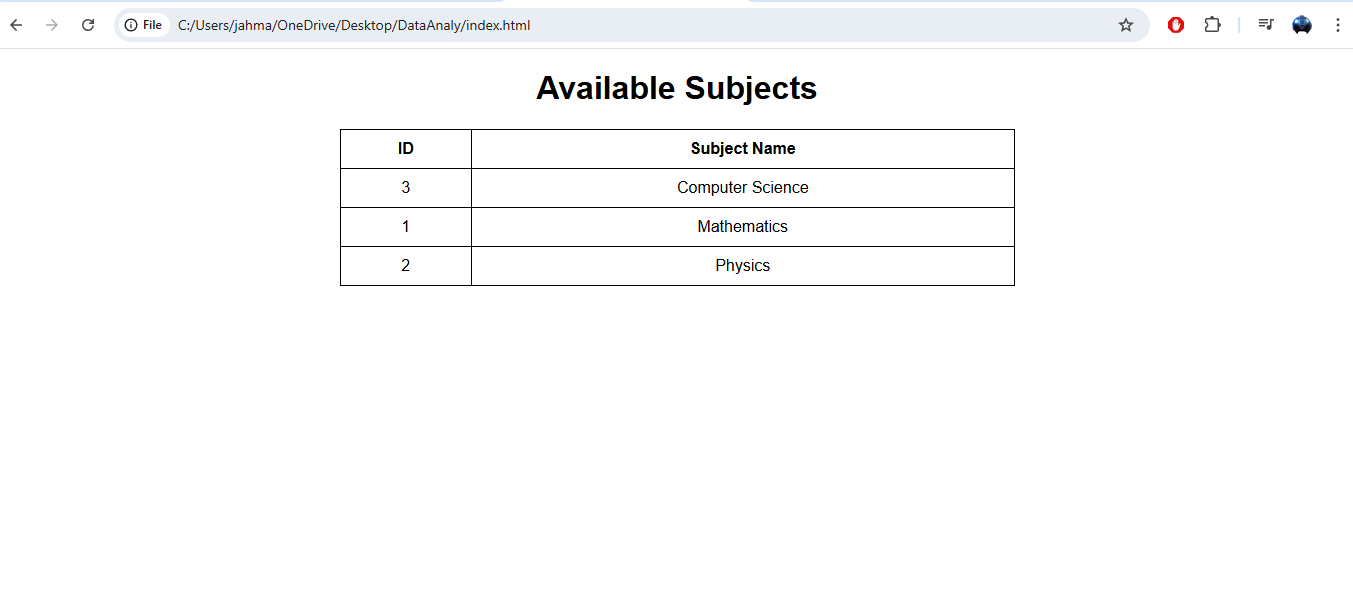 File C:/Users/jahma/OneDrive/Desktop/DataAnaly/index.html
Available Subjects
ID Subject Name
3 Computer Science
1 Mathematics
2 Physics